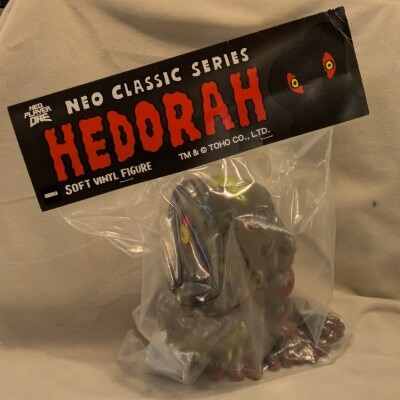 NEO
PLAYER
ONE
NEO CLASSIC SERIES
HEDORAH
SOFT VINYL FIGURE
TM & © TOHO CO., LTD.